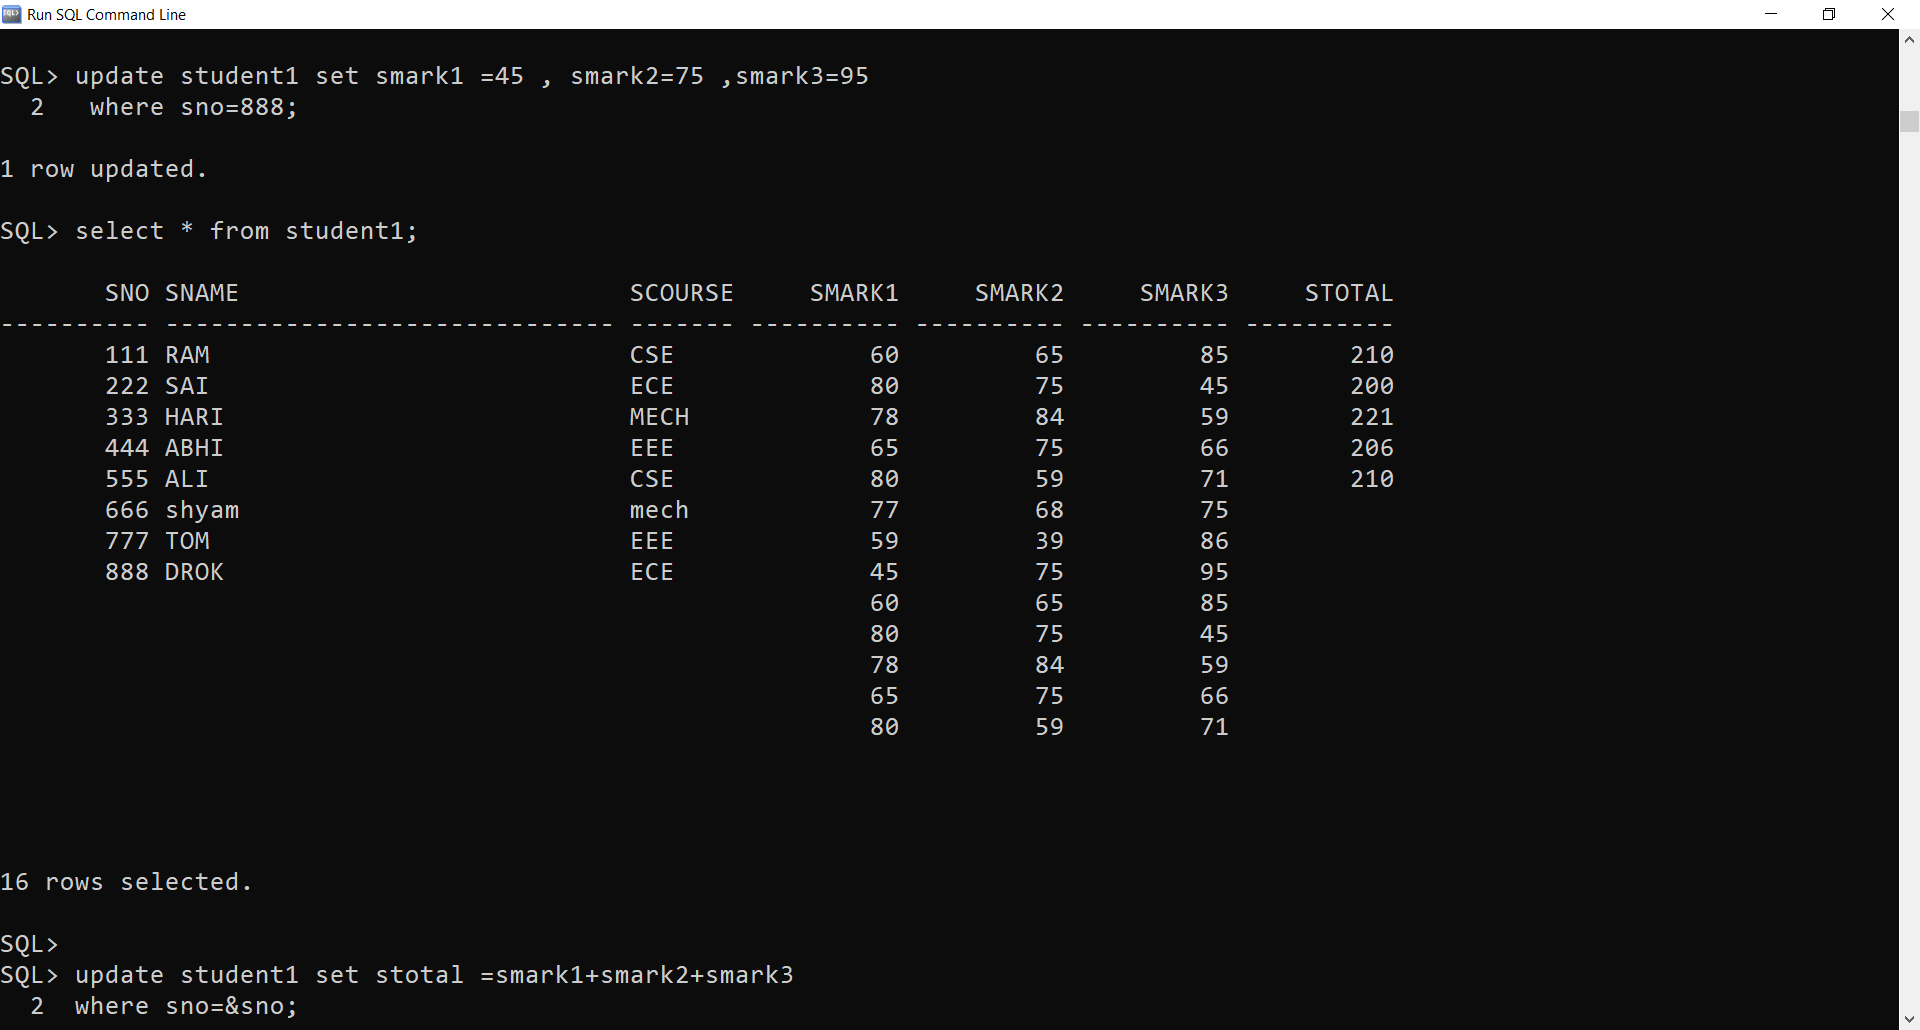 Run SQL Command Line
SQL> update student1 set smark1 =45 , smark2=75 ,smark3=95
  2   where sno=888;
1 row updated.
SQL> select * from student1;
       SNO SNAME                          SCOURSE     SMARK1     SMARK2     SMARK3     STOTAL
---------- ------------------------------ ------- ---------- ---------- ---------- ----------
       111 RAM                            CSE             60         65         85        210
       222 SAI                            ECE             80         75         45        200
       333 HARI                           MECH            78         84         59        221
       444 ABHI                           EEE             65         75         66        206
       555 ALI                            CSE             80         59         71        210
       666 shyam                          mech            77         68         75
       777 TOM                            EEE             59         39         86
       888 DROK                           ECE             45         75         95
                                                          60         65         85
                                                          80         75         45
                                                          78         84         59
                                                          65         75         66
                                                          80         59         71
16 rows selected.
SQL>
SQL> update student1 set stotal =smark1+smark2+smark3
  2  where sno=&sno;